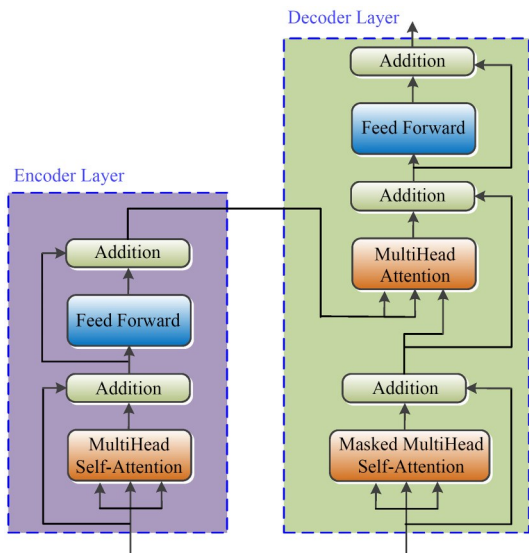 Decoder Layer
Addition
Feed Forward
Addition
MultiHead
Attention
Addition
Masked MultiHead
Self-Attention
Encoder Layer
Addition
Feed Forward
Addition
MultiHead
Self-Attention